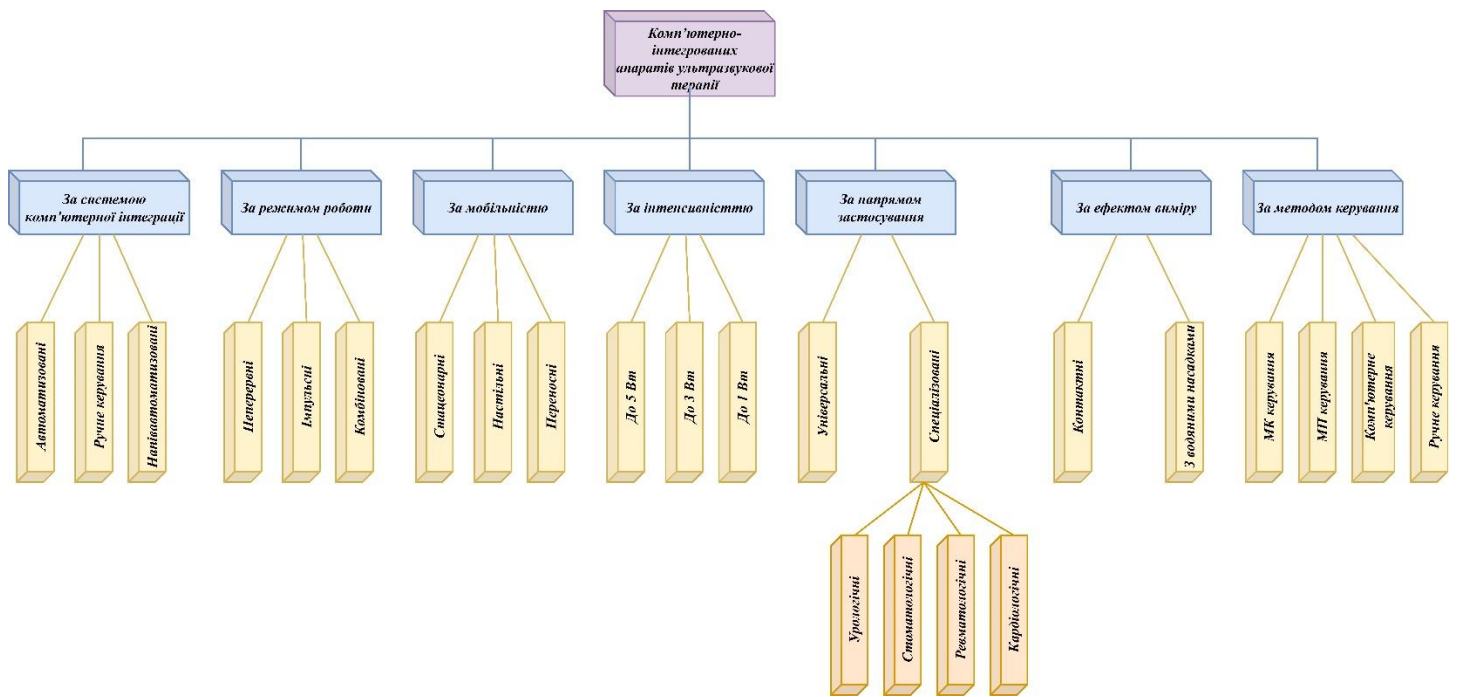 Комп’ютерно-
інтегрованих
апаратів ультразвукової
терапії
За системою
комп'ютерної інтеграції
За режимом роботи
За мобільністю
За інтенсивністтю
За напрямом
застосування
За ефектом виміру
За методом керування
Автоматизовані
Ручне керування
Напівавтоматизовані
Неперервні
Імпульсні
Комбіновані
Стаціонарні
Настільні
Переносні
До 5 Вт
До 3 Вт
До 1 Вт
Універсальні
Спеціалізовані
Контактні
З водяними насадками
МК керування
МП керування
Комп'ютерне
керування
Ручне керування
Урологічні
Стоматологічні
Ревматологічні
Кардіологічні